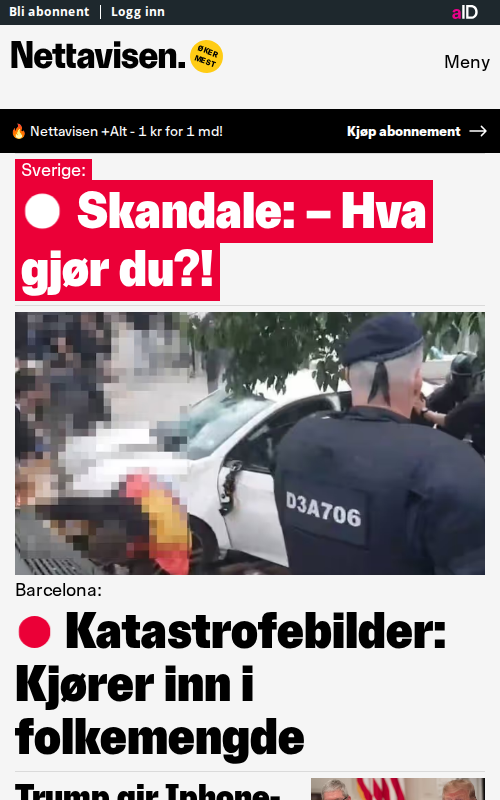 Bli abonnent | Logg inn
aID
Nettavisen.
ØKER
MEST
Meny
🔥 Nettavisen +Alt - 1 kr for 1 md!
Kjøp abonnement →
Sverige:
Skandale: – Hva
gjør du?!
D3A706
Barcelona:
Katastrofebilder:
Kjører inn i
folkemengde
Trump gir Iphone-